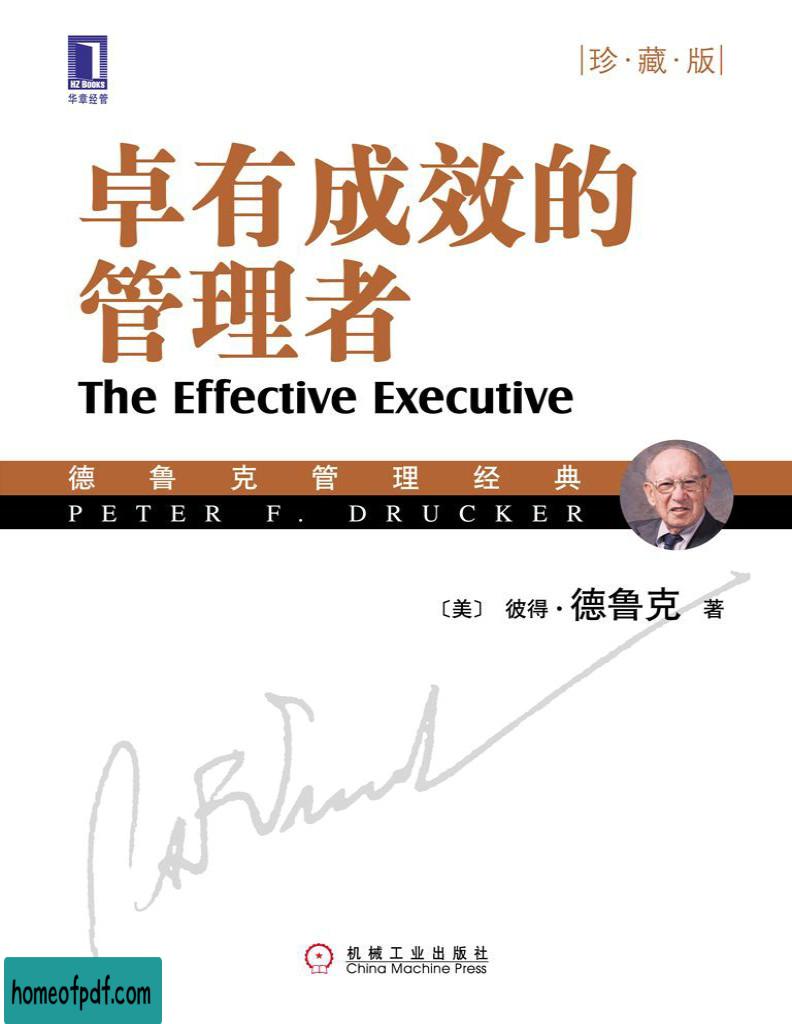 HZ BOOKS
华章经管
|珍·藏·版|
卓有成效的
管理者
The Effective Executive
德鲁克管理经典
PETER F. DRUCKER
〔美〕 彼得·德鲁克 著
机械工业出版社
China Machine Press
homeofpdf.com